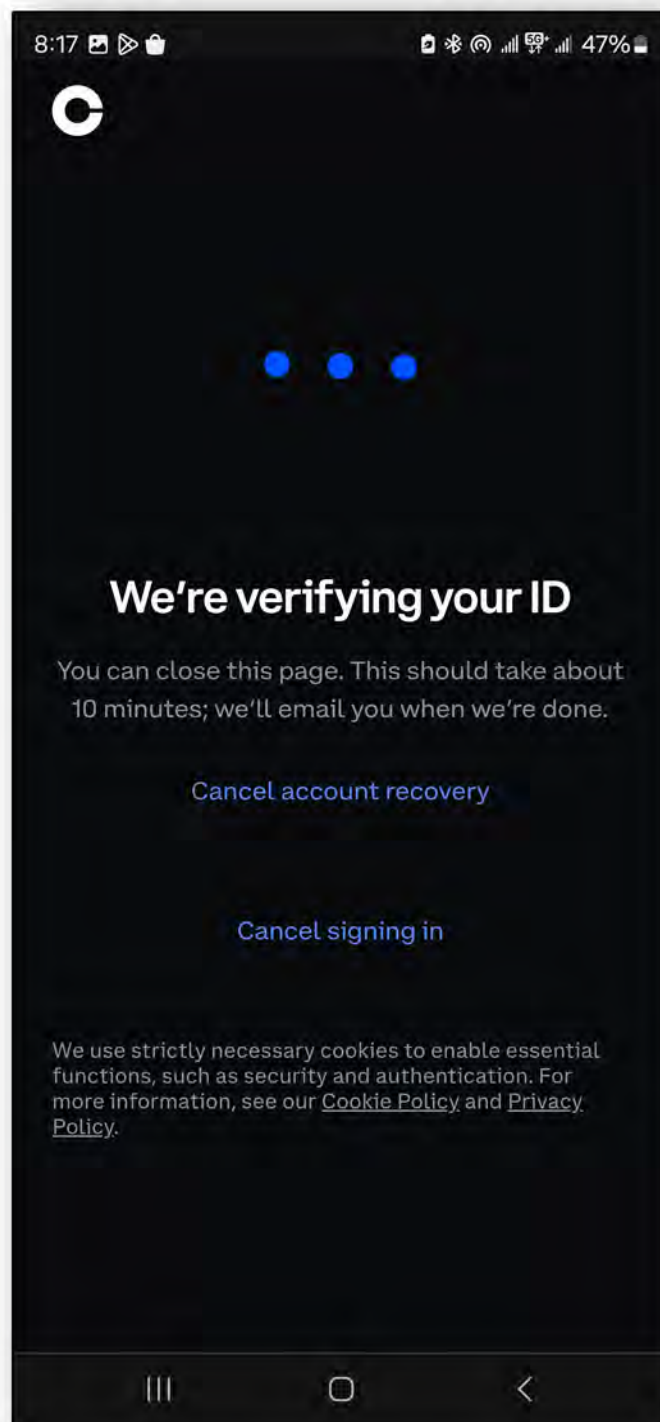 8:17 47%
We're verifying your ID
You can close this page. This should take about
10 minutes; we'll email you when we're done.
Cancel account recovery
Cancel signing in
We use strictly necessary cookies to enable essential
functions, such as security and authentication. For
more information, see our Cookie Policy and Privacy
Policy.